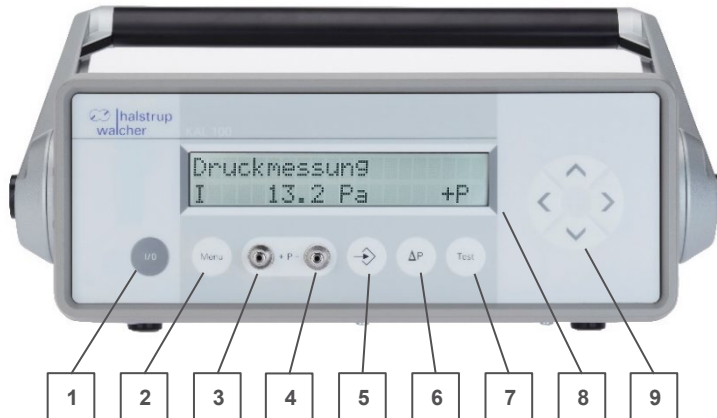 halstrup
walcher
KAL 100
Druckmessung
I 13.2 Pa +P
I/O
Menu
+ P -
ΔP
Test
1 2 3 4 5 6 7 8 9